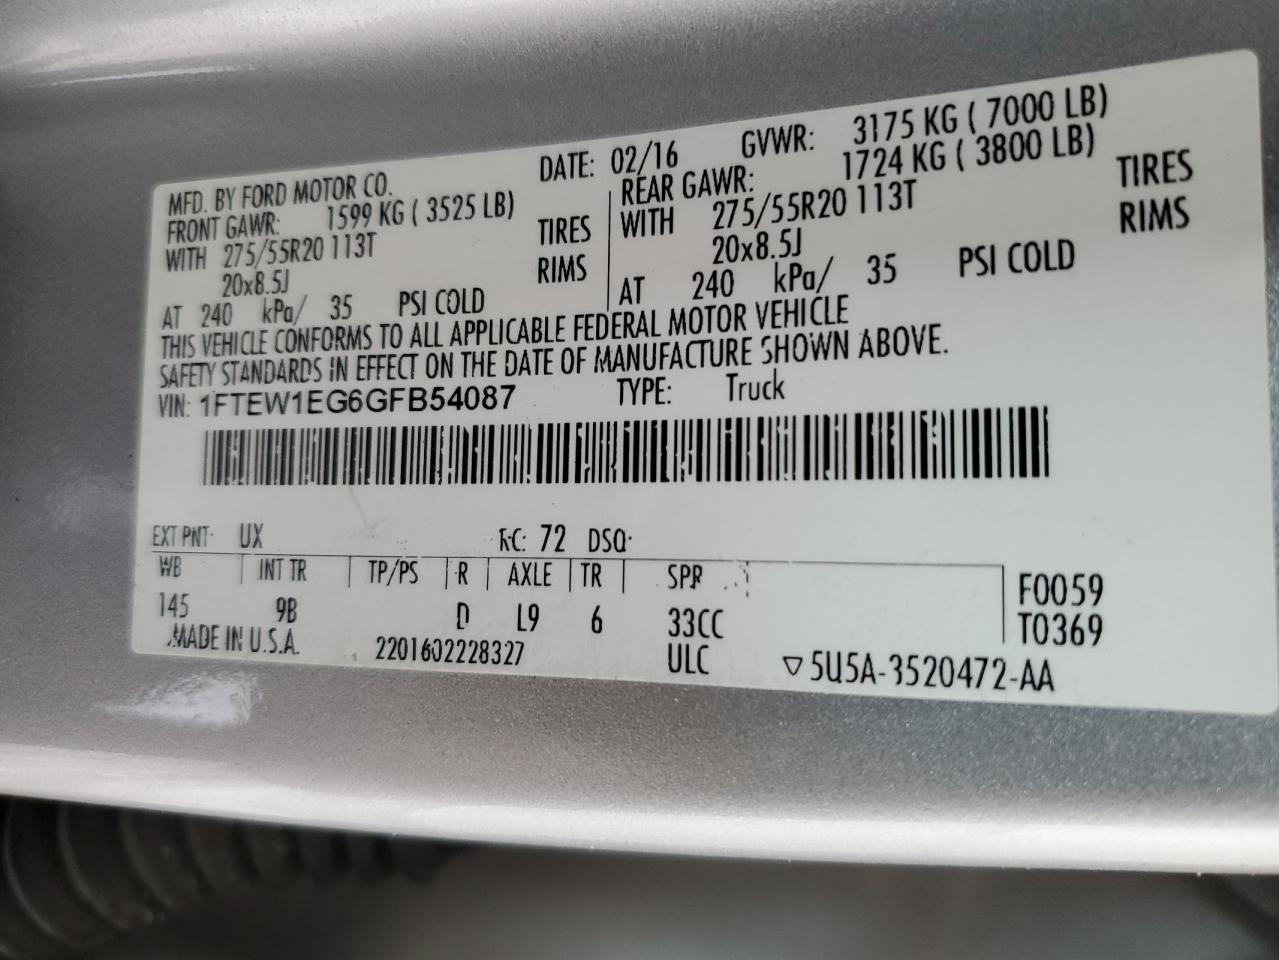 MFD. BY FORD MOTOR CO. DATE: 02/16 GVWR: 3175 KG ( 7000 LB)
FRONT GAWR: 1599 KG ( 3525 LB) REAR GAWR: 1724 KG ( 3800 LB)
WITH 275/55R20 113T TIRES WITH 275/55R20 113T TIRES
20x8.5J RIMS 20x8.5J RIMS
AT 240 kPa/ 35 PSI COLD AT 240 kPa/ 35 PSI COLD
THIS VEHICLE CONFORMS TO ALL APPLICABLE FEDERAL MOTOR VEHICLE
SAFETY STANDARDS IN EFFECT ON THE DATE OF MANUFACTURE SHOWN ABOVE.
VIN: 1FTEW1EG6GFB54087 TYPE: Truck
EXT PNT: UX RC: 72 DSO:
WB INT TR TP/PS R AXLE TR SPR F0059
145 9B D L9 6 33CC T0369
MADE IN U.S.A. 2201602228327 ULC ▽5U5A-3520472-AA